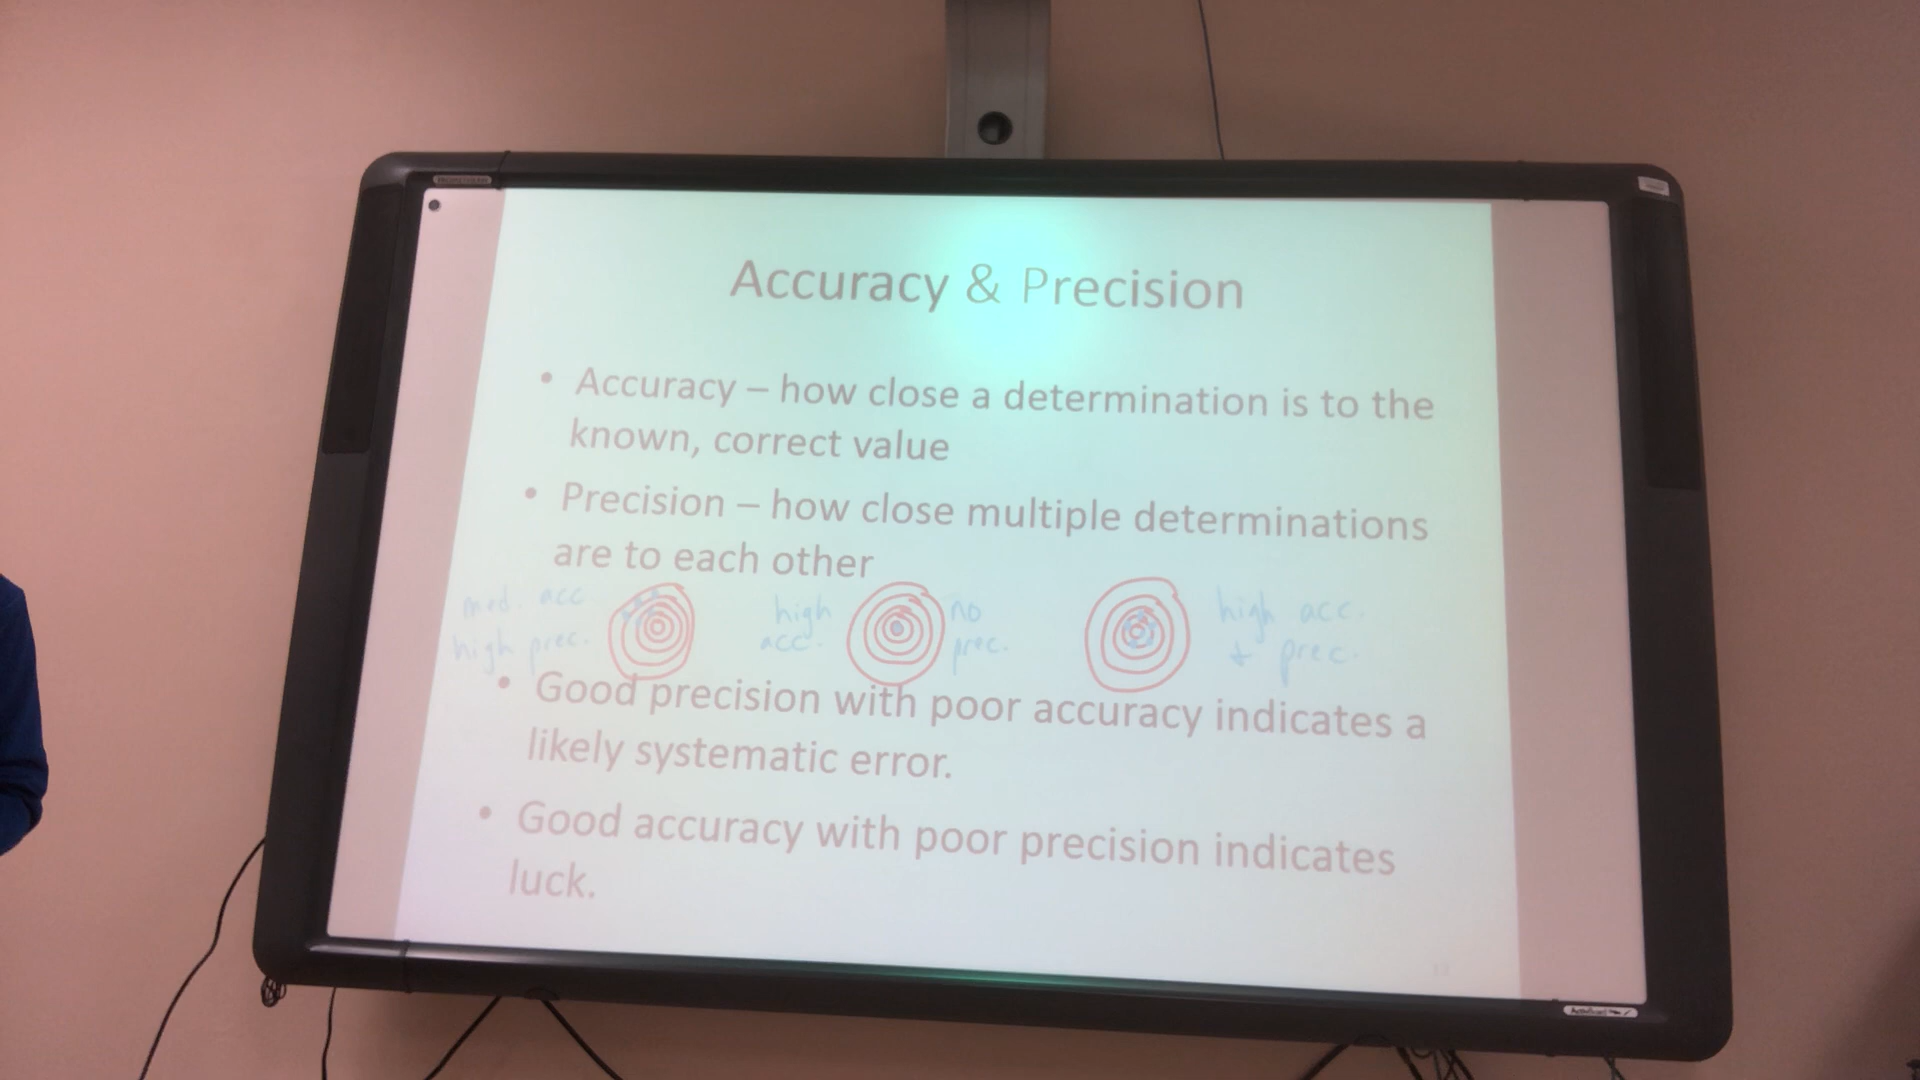 PROMETHEAN
Accuracy & Precision
• Accuracy – how close a determination is to the
known, correct value
• Precision – how close multiple determinations
are to each other
med. acc
high prec.
high
acc.
no
prec.
high acc.
+ prec.
• Good precision with poor accuracy indicates a
likely systematic error.
• Good accuracy with poor precision indicates
luck.